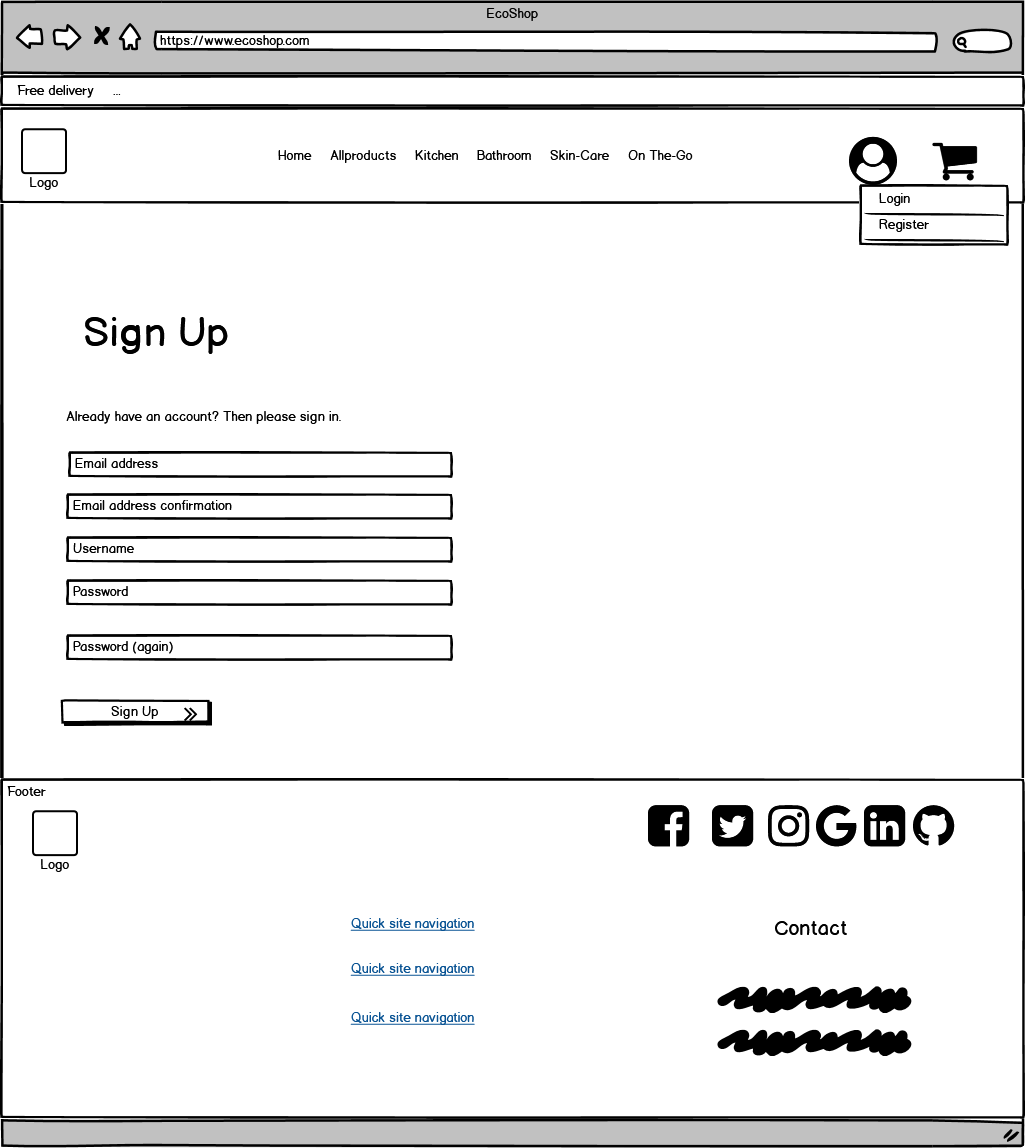 EcoShop
https://www.ecoshop.com
Free delivery ...
Home Allproducts Kitchen Bathroom Skin-Care On The-Go
Logo
Login
Register
Sign Up
Already have an account? Then please sign in.
Email address
Email address confirmation
Username
Password
Password (again)
Sign Up
Footer
Logo
Quick site navigation
Contact
Quick site navigation
Quick site navigation